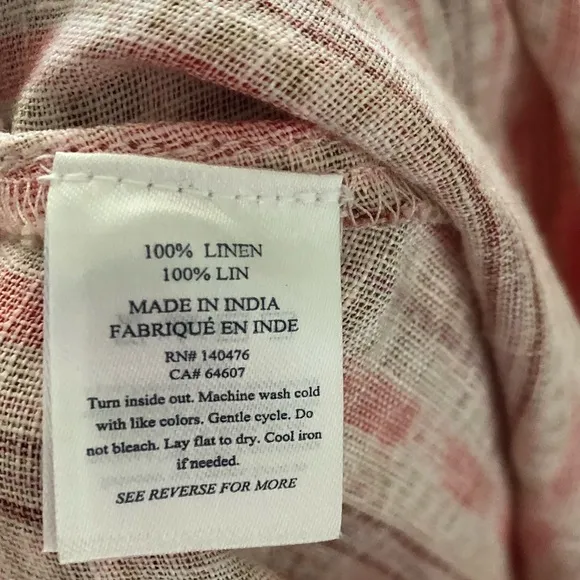 100% LINEN
100% LIN
MADE IN INDIA
FABRIQUÉ EN INDE
RN# 140476
CA# 64607
Turn inside out. Machine wash cold
with like colors. Gentle cycle. Do
not bleach. Lay flat to dry. Cool iron
if needed.
SEE REVERSE FOR MORE